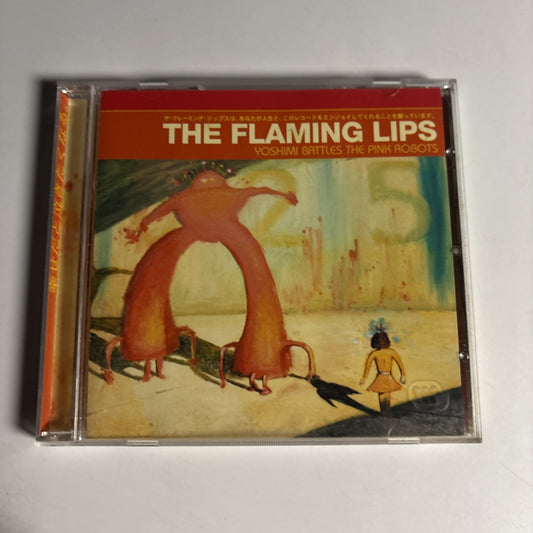 ザ・フレーミング・リップスは、あなたが人生と、このレコードをエンジョイしてくれることを願っています。
THE FLAMING LIPS
YOSHIMI BATTLES THE PINK ROBOTS
25